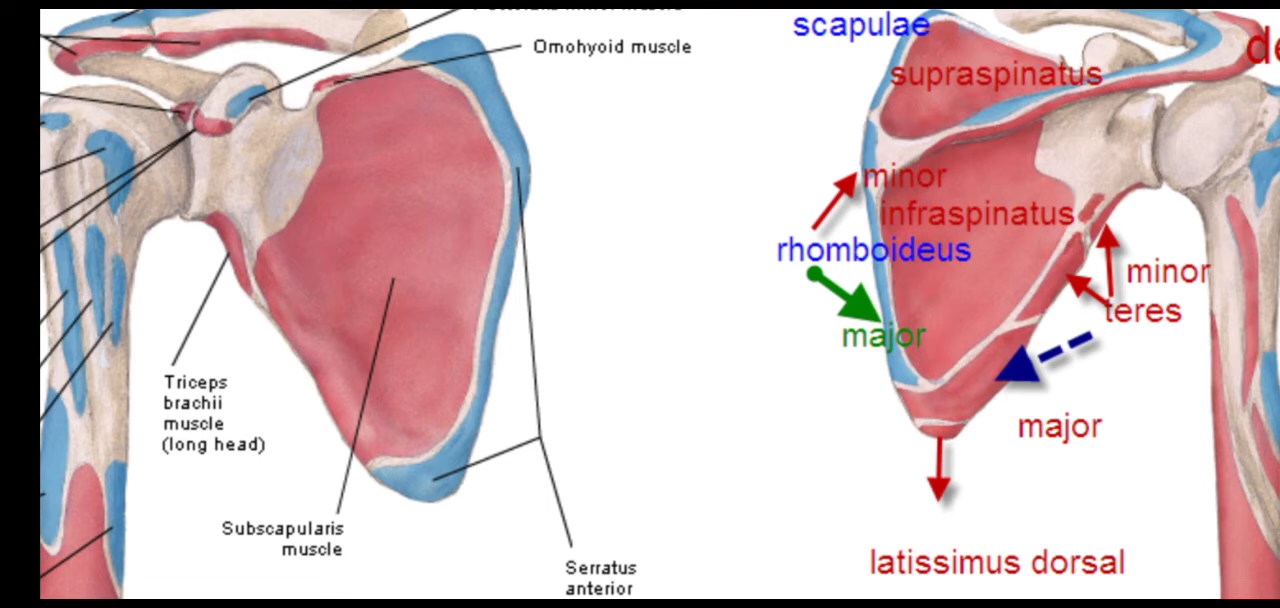 Omohyoid muscle
Triceps
brachii
muscle
(long head)
Subscapularis
muscle
Serratus
anterior
scapulae
supraspinatus
minor
infraspinatus
rhomboideus
major
minor
teres
major
latissimus dorsal